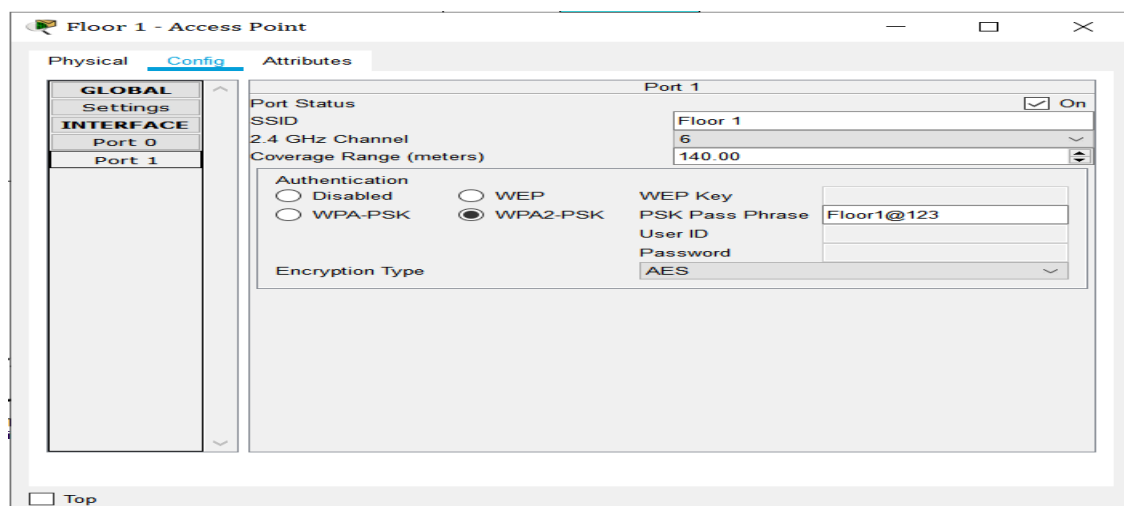 Floor 1 - Access Point
Physical Config Attributes
GLOBAL
Settings
INTERFACE
Port 0
Port 1
Port 1
Port Status On
SSID Floor 1
2.4 GHz Channel 6
Coverage Range (meters) 140.00
Authentication
Disabled WEP WEP Key
WPA-PSK WPA2-PSK PSK Pass Phrase Floor1@123
User ID
Password
Encryption Type AES
Top